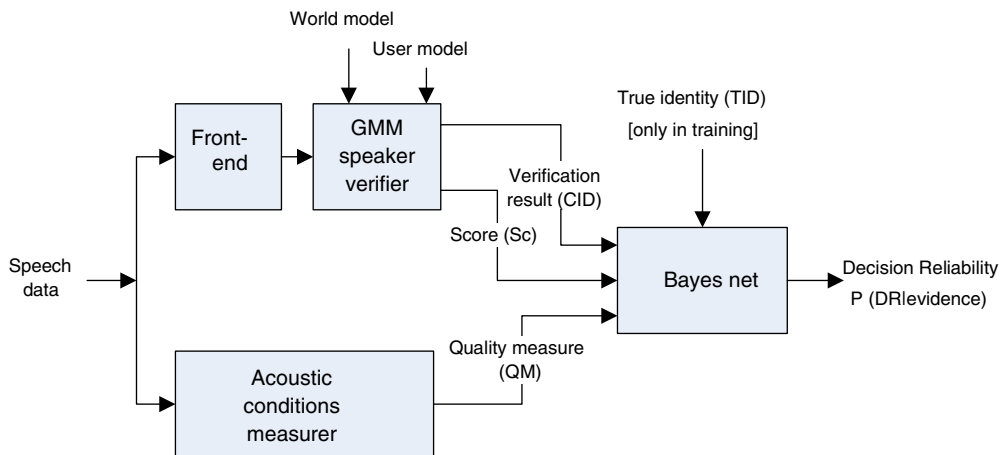 World model
User model
True identity (TID)
[only in training]
Front-
end
GMM
speaker
verifier
Verification
result (CID)
Score (Sc)
Speech
data
Bayes net
Decision Reliability
P (DR|evidence)
Quality measure
(QM)
Acoustic
conditions
measurer